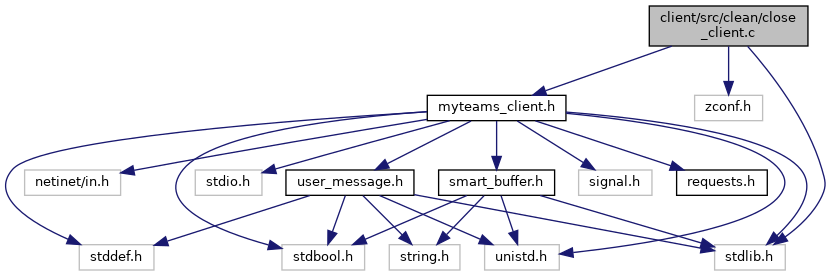 client/src/clean/close
_client.c
myteams_client.h
zconf.h
netinet/in.h
stdio.h
user_message.h
smart_buffer.h
signal.h
requests.h
stddef.h
stdbool.h
string.h
unistd.h
stdlib.h